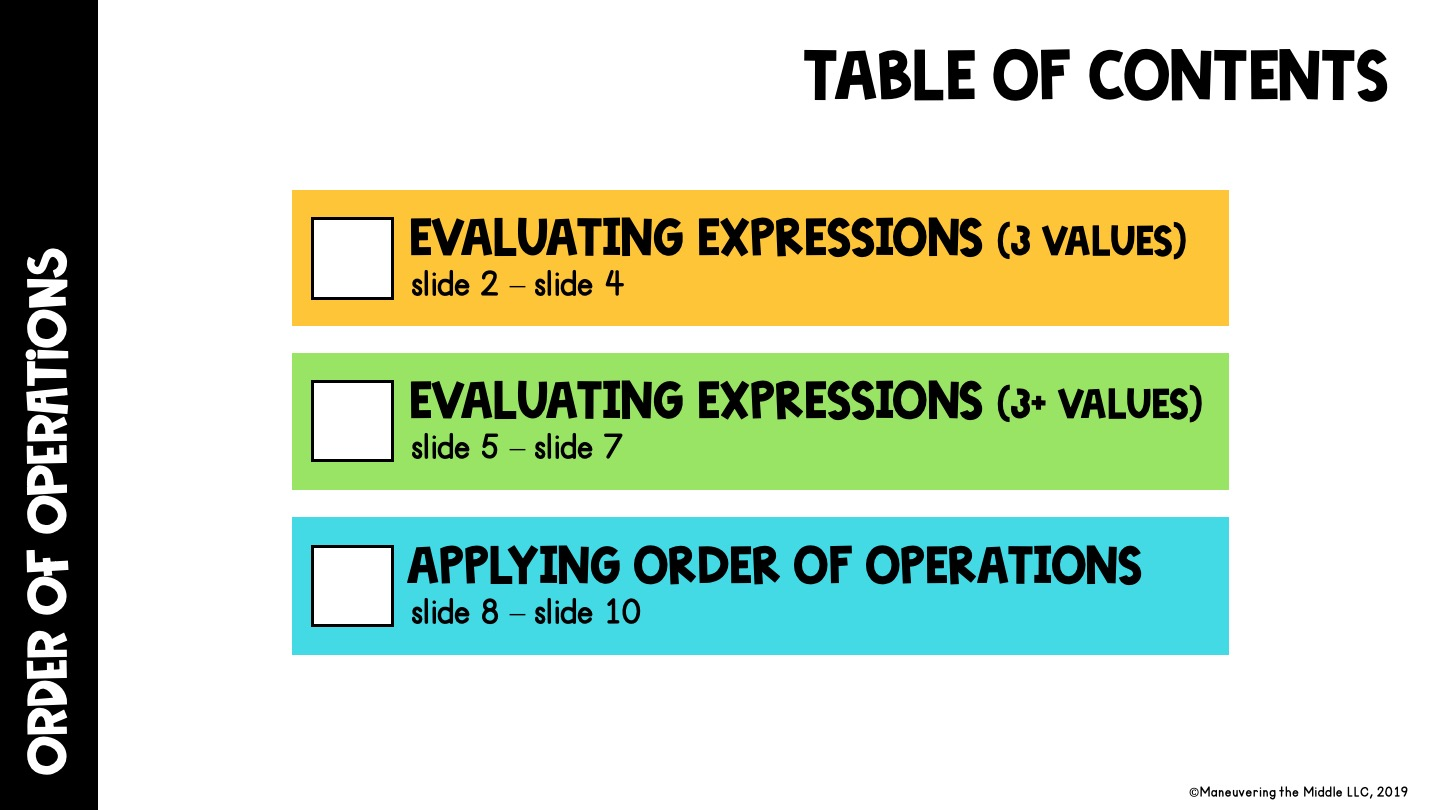 TABLE OF CONTENTS
EVALUATING EXPRESSIONS (3 VALUES)
slide 2 – slide 4
EVALUATING EXPRESSIONS (3+ VALUES)
slide 5 – slide 7
APPLYING ORDER OF OPERATIONS
slide 8 – slide 10
ORDER OF OPERATIONS
©Maneuvering the Middle LLC, 2019